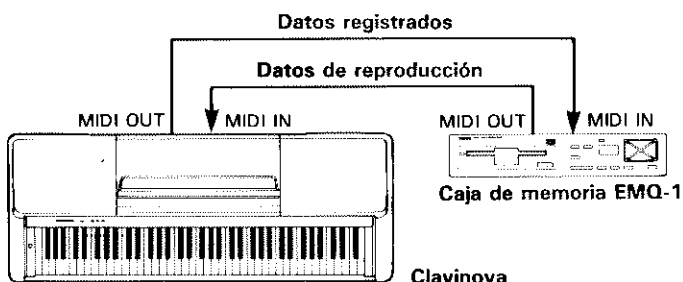 Datos registrados
Datos de reproducción
MIDI OUT MIDI IN MIDI OUT MIDI IN
Caja de memoria EMQ-1
Clavinova